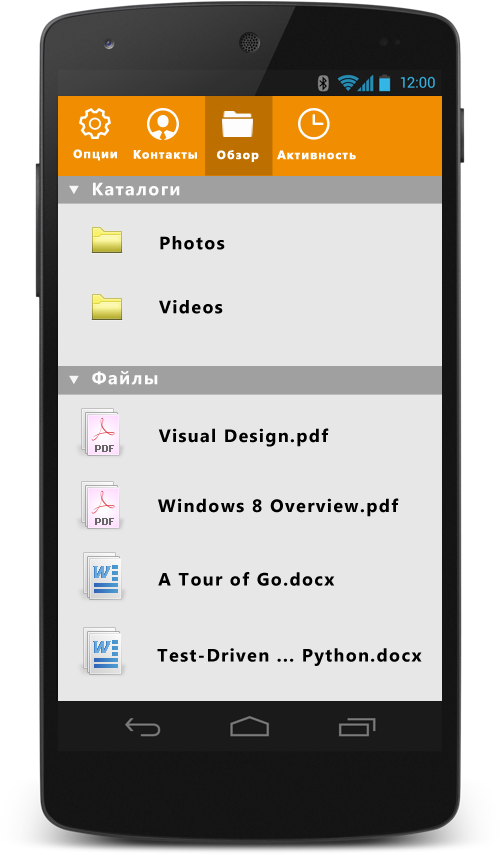 12:00
Опции Контакты Обзор Активность
Каталоги
Photos
Videos
Файлы
PDF
Visual Design.pdf
PDF
Windows 8 Overview.pdf
W
A Tour of Go.docx
W
Test-Driven ... Python.docx